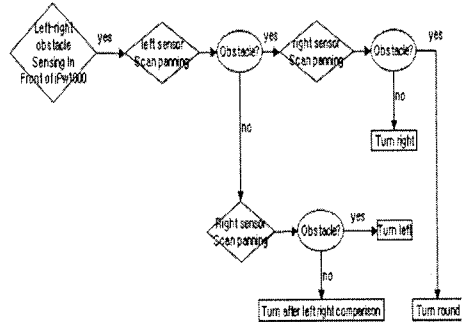 Left-right
obstacle
Sensing In
Front of
yes
left sensor
Scan panning
Obstacle?
yes
right sensor
Scan panning
Obstacle?
yes
no
no
Turn right
Right sensor
Scan panning
Obstacle?
yes
Turn left
no
Turn after left right comparison
Turn round